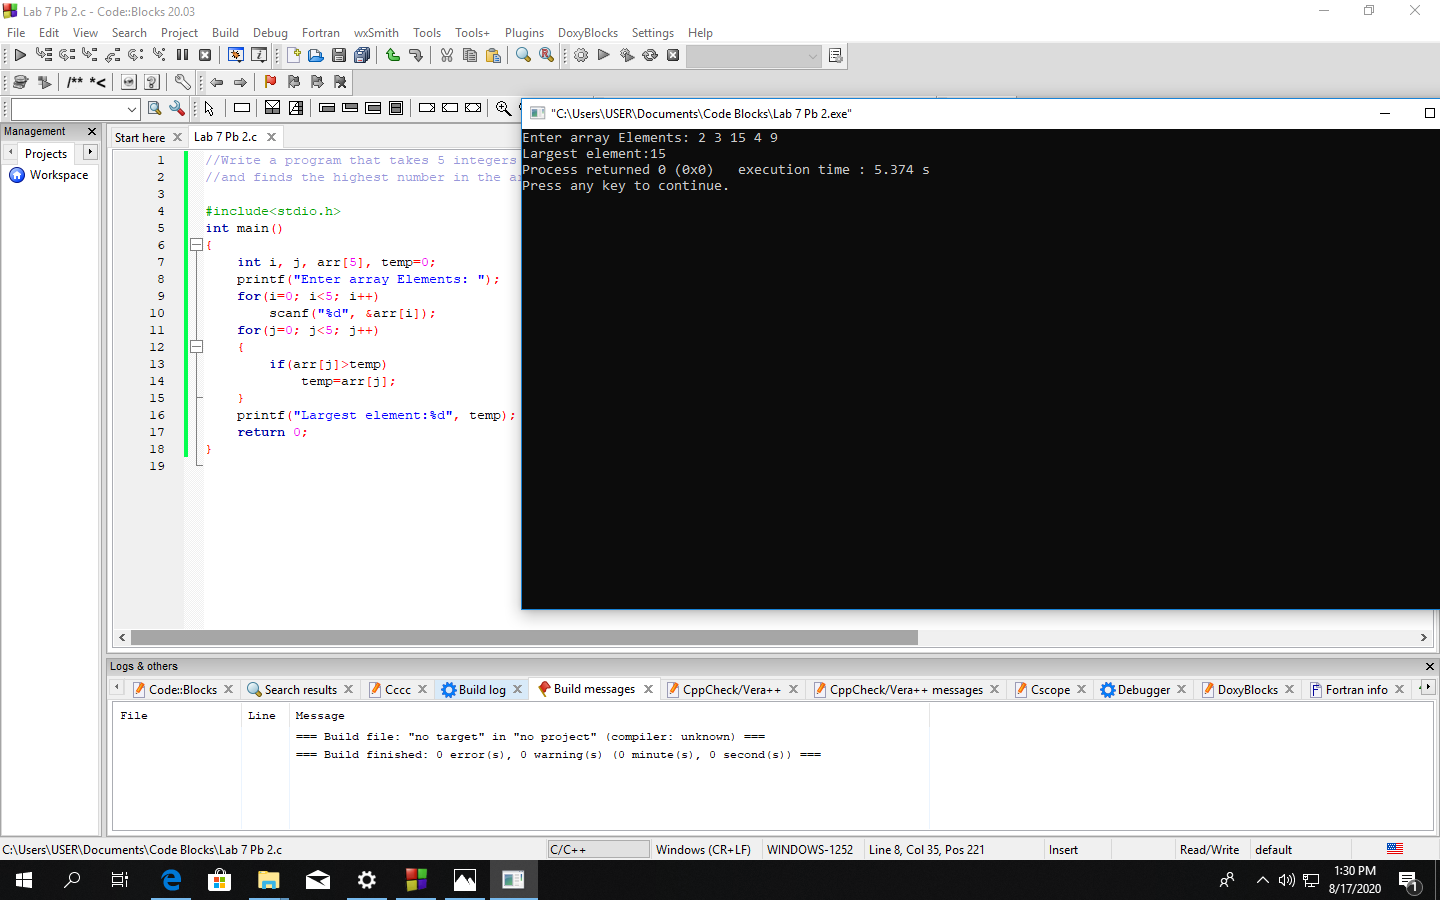 Lab 7 Pb 2.c - Code::Blocks 20.03
File Edit View Search Project Build Debug Fortran wxSmith Tools Tools+ Plugins DoxyBlocks Settings Help
/** *<
Management
Projects
Workspace
Start here Lab 7 Pb 2.c
1 //Write a program that takes 5 integers
2 //and finds the highest number in the
3
4 #include<stdio.h>
5 int main()
6 {
7 int i, j, arr[5], temp=0;
8 printf("Enter array Elements: ");
9 for(i=0; i<5; i++)
10 scanf("%d", &arr[i]);
11 for(j=0; j<5; j++)
12 {
13 if(arr[j]>temp)
14 temp=arr[j];
15 }
16 printf("Largest element:%d", temp);
17 return 0;
18 }
19
"C:\Users\USER\Documents\Code Blocks\Lab 7 Pb 2.exe"
Enter array Elements: 2 3 15 4 9
Largest element:15
Process returned 0 (0x0) execution time : 5.374 s
Press any key to continue.
Logs & others
Code::Blocks Search results Cccc Build log Build messages CppCheck/Vera++ CppCheck/Vera++ messages Cscope Debugger DoxyBlocks Fortran info
File Line Message
=== Build file: "no target" in "no project" (compiler: unknown) ===
=== Build finished: 0 error(s), 0 warning(s) (0 minute(s), 0 second(s)) ===
C:\Users\USER\Documents\Code Blocks\Lab 7 Pb 2.c C/C++ Windows (CR+LF) WINDOWS-1252 Line 8, Col 35, Pos 221 Insert Read/Write default
1:30 PM
8/17/2020
1